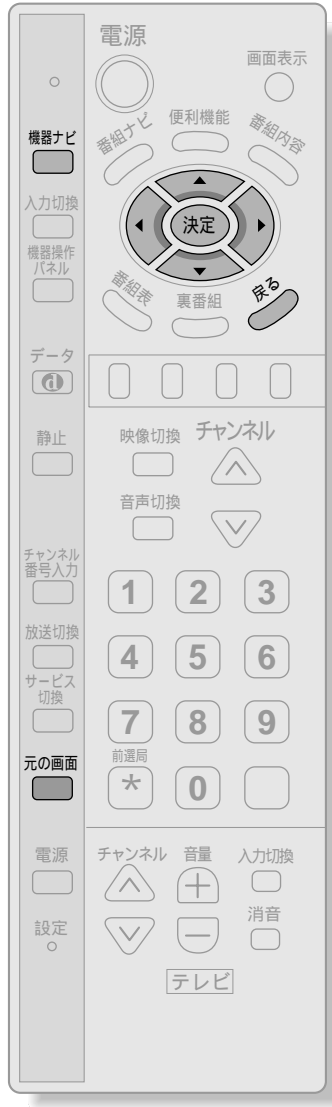 電源
画面表示
機器ナビ
番組ナビ
便利機能
番組内容
入力切換
決定
機器操作
パネル
番組表
裏番組
戻る
データ
d
静止
映像切換
チャンネル
音声切換
チャンネル
番号入力
1 2 3
放送切換
4 5 6
サービス
切換
7 8 9
元の画面
前選局
* 0
電源
チャンネル
音量
入力切換
+
設定
消音
−
テレビ